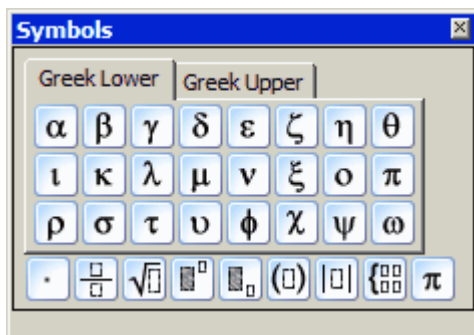 Symbols
Greek Lower Greek Upper
α β γ δ ε ζ η θ
ι κ λ μ ν ξ ο π
ρ σ τ υ ϕ χ ψ ω
· √ ( ) | | { π